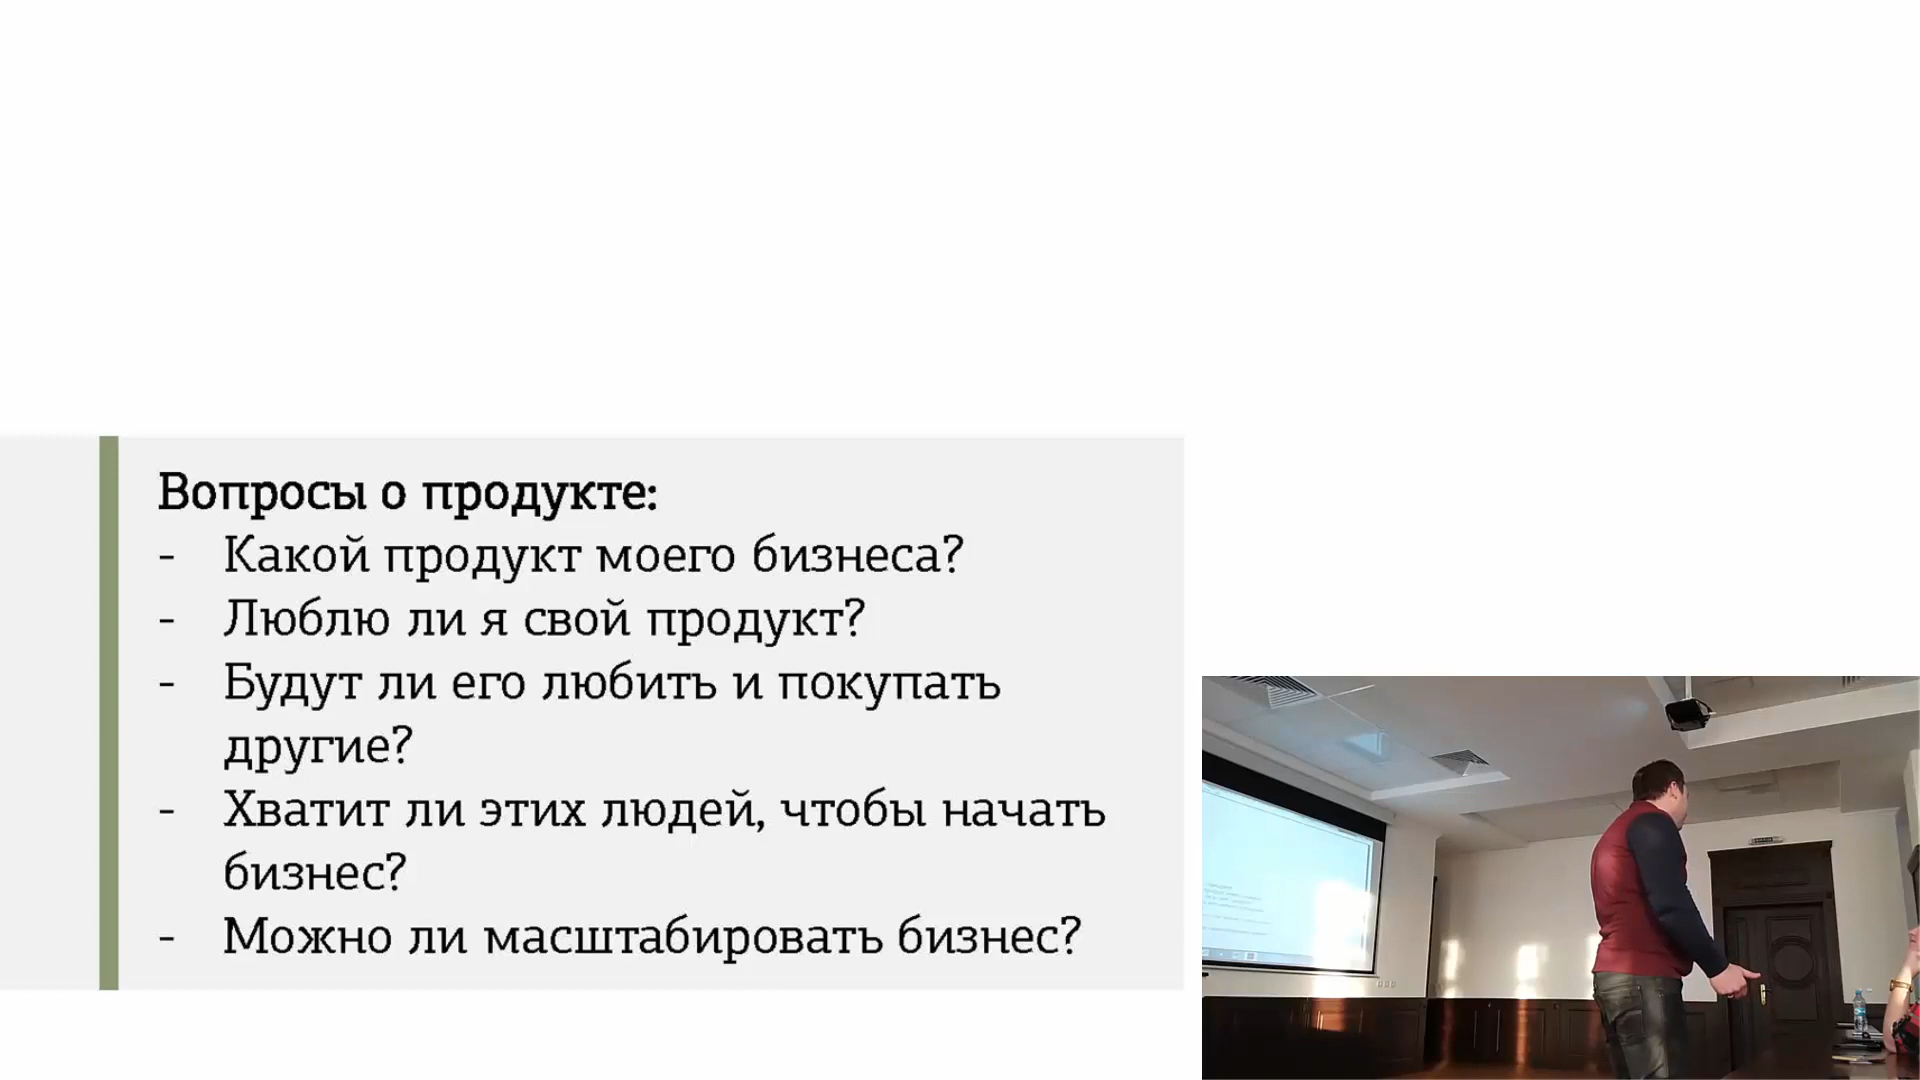 Вопросы о продукте:
- Какой продукт моего бизнеса?
- Люблю ли я свой продукт?
- Будут ли его любить и покупать
другие?
- Хватит ли этих людей, чтобы начать
бизнес?
- Можно ли масштабировать бизнес?